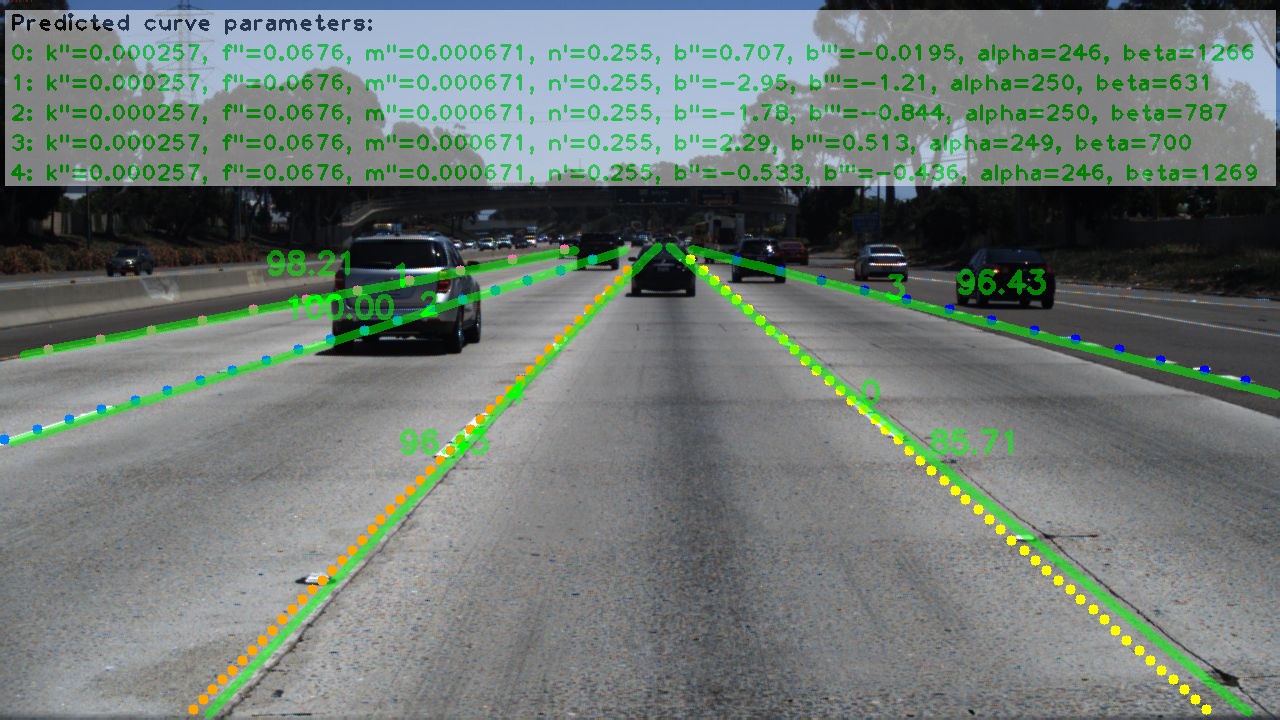 Predicted curve parameters:
0: k''=0.000257, f''=0.0676, m''=0.000671, n'=0.255, b''=0.707, b'''=-0.0195, alpha=246, beta=1266
1: k''=0.000257, f''=0.0676, m''=0.000671, n'=0.255, b''=-2.95, b'''=-1.21, alpha=250, beta=631
2: k''=0.000257, f''=0.0676, m''=0.000671, n'=0.255, b''=-1.78, b'''=-0.844, alpha=250, beta=787
3: k''=0.000257, f''=0.0676, m''=0.000671, n'=0.255, b''=2.29, b'''=0.513, alpha=249, beta=700
4: k''=0.000257, f''=0.0676, m''=0.000671, n'=0.255, b''=-0.533, b'''=-0.436, alpha=246, beta=1269
98.21 1
100.00 2
3 96.43
0
85.71